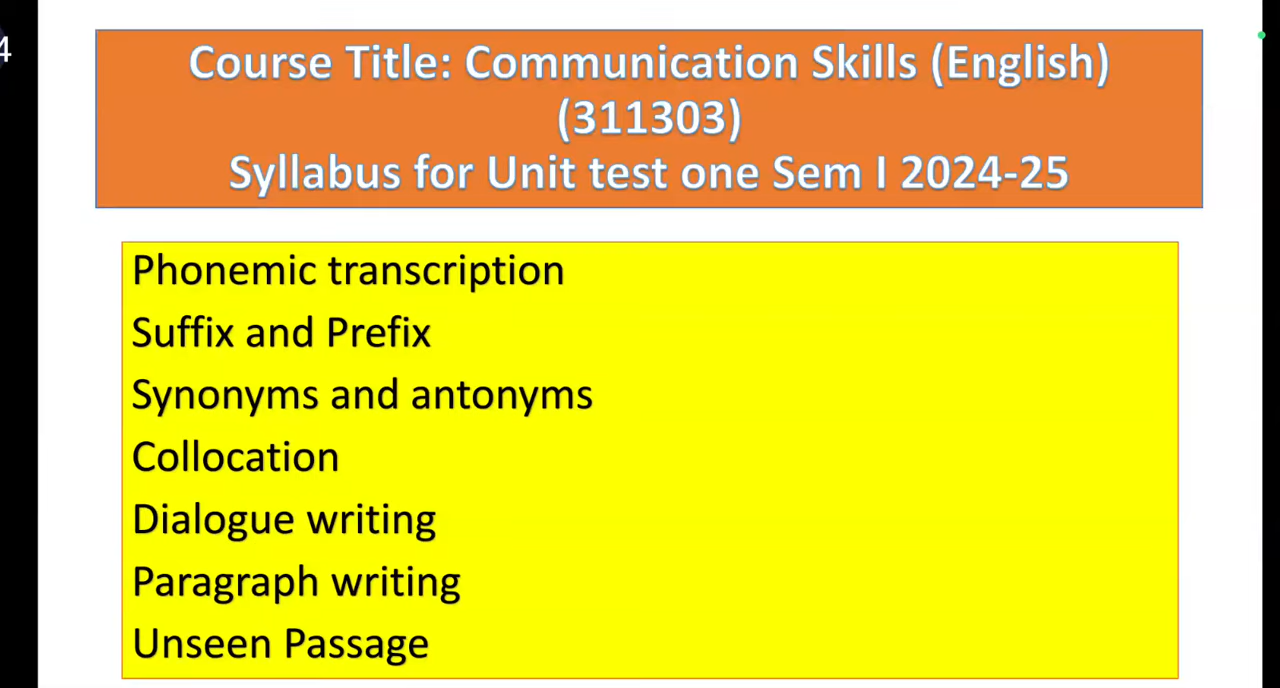 4
Course Title: Communication Skills (English)
(311303)
Syllabus for Unit test one Sem I 2024-25
Phonemic transcription
Suffix and Prefix
Synonyms and antonyms
Collocation
Dialogue writing
Paragraph writing
Unseen Passage